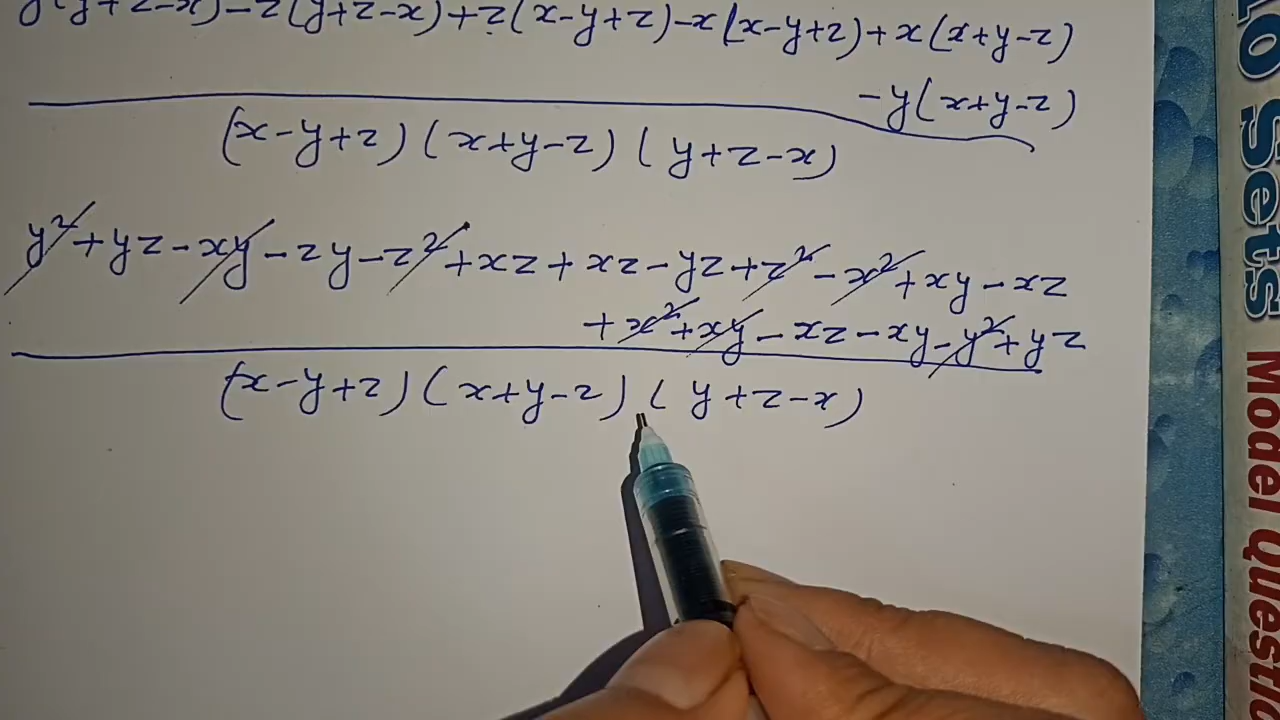 y(y+z-x)-z(y+z-x)+z(x-y+z)-x(x-y+z)+x(x+y-z)
-y(x+y-z)
(x-y+z)(x+y-z)(y+z-x)
y²+yz-xy-zy-z²+xz+xz-yz+z²-x²+xy-xz
+x²+xy-xz-xy-y²+yz
(x-y+z)(x+y-z)(y+z-x)
Sets
Model Questio